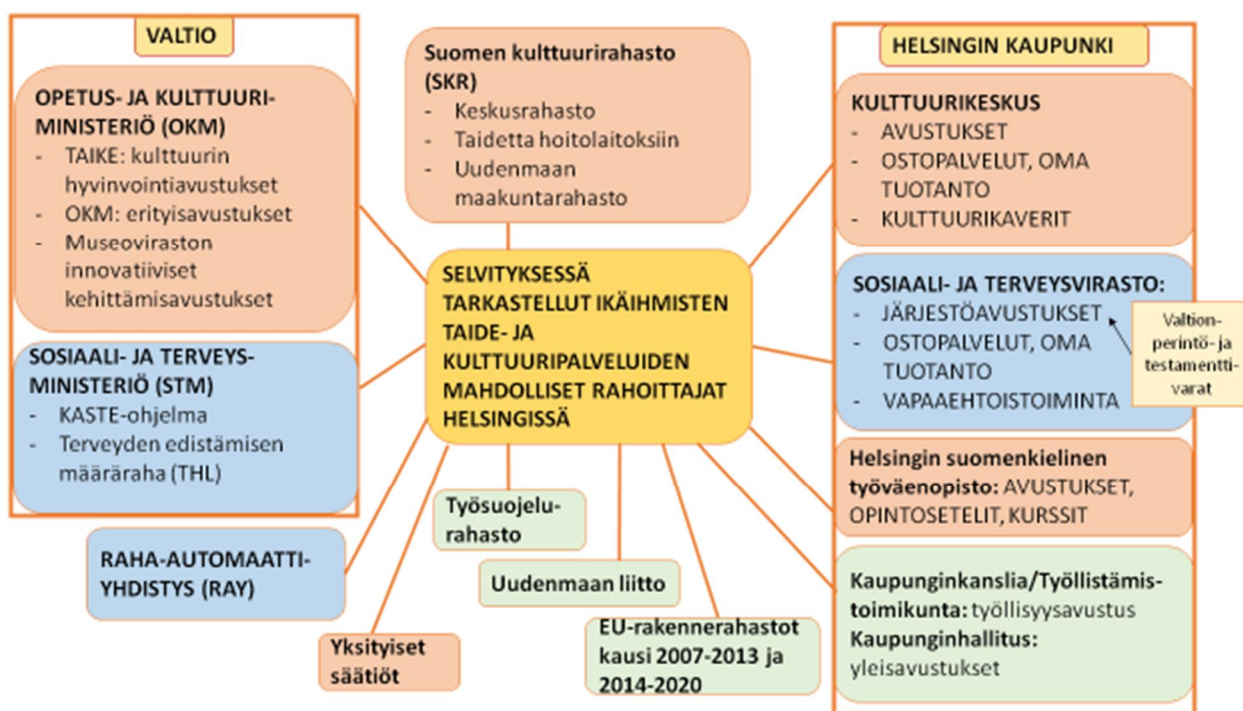 VALTIO
OPETUS- JA KULTTUURI-
MINISTERIÖ (OKM)
- TAIKE: kulttuurin
hyvinvointiavustukset
- OKM: erityisavustukset
- Museoviraston
innovatiiviset
kehittämisavustukset
SOSIAALI- JA TERVEYS-
MINISTERIÖ (STM)
- KASTE-ohjelma
- Terveyden edistämisen
määräraha (THL)
RAHA-AUTOMAATTI-
YHDISTYS (RAY)
Suomen kulttuurirahasto
(SKR)
- Keskusrahasto
- Taidetta hoitolaitoksiin
- Uudenmaan
maakuntarahasto
SELVITYKSESSÄ
TARKASTELLUT IKÄIHMISTEN
TAIDE- JA
KULTTUURIPALVELUIDEN
MAHDOLLISET RAHOITTAJAT
HELSINGISSÄ
Työsuojelu-
rahasto
Uudenmaan liitto
Yksityiset
säätiöt
EU-rakennerahastot
kausi 2007-2013 ja
2014-2020
HELSINGIN KAUPUNKI
KULTTUURIKESKUS
- AVUSTUKSET
- OSTOPALVELUT, OMA
TUOTANTO
- KULTTUURIKAVERIT
SOSIAALI- JA TERVEYSVIRASTO:
- JÄRJESTÖAVUSTUKSET
- OSTOPALVELUT, OMA
TUOTANTO
- VAPAAEHTOISTOIMINTA
Valtion-
perintö- ja
testamentti-
varat
Helsingin suomenkielinen
työväenopisto: AVUSTUKSET,
OPINTOSETELIT, KURSSIT
Kaupunginkanslia/Työllistämis-
toimikunta: työllisyysavustus
Kaupunginhallitus:
yleisavustukset